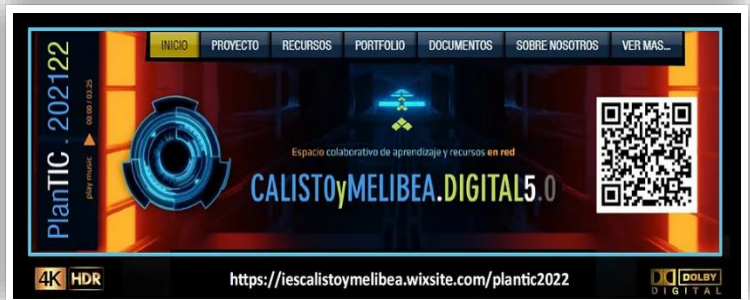 INICIO PROYECTO RECURSOS PORTFOLIO DOCUMENTOS SOBRE NOSOTROS VER MAS...
PlanTIC . 202122
play music 00:00 / 03:25
Espacio colaborativo de aprendizaje y recursos en red
CALISTOyMELIBEA.DIGITAL5.0
4K HDR
https://iescalistoymelibea.wixsite.com/plantic2022
DOLBY
DIGITAL